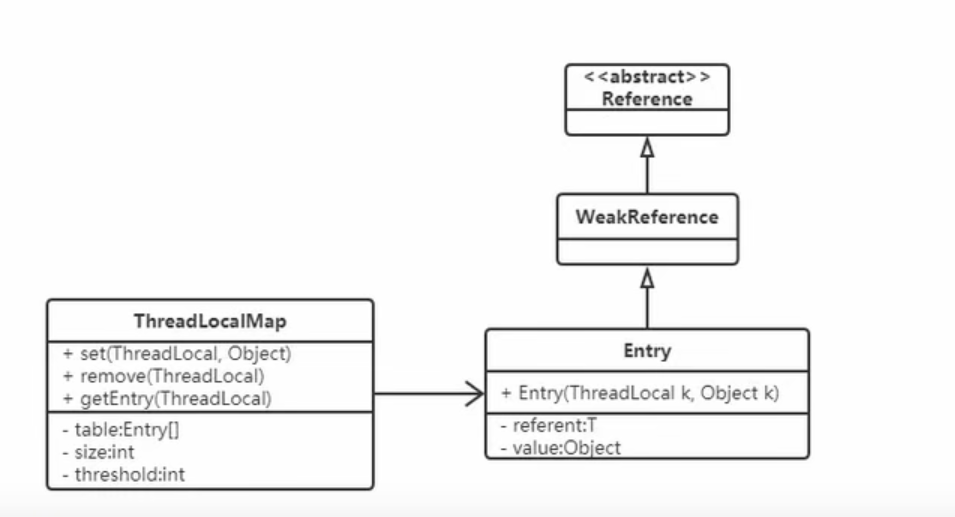 <<abstract>>
Reference
WeakReference
ThreadLocalMap
+ set(ThreadLocal, Object)
+ remove(ThreadLocal)
+ getEntry(ThreadLocal)
- table:Entry[]
- size:int
- threshold:int
Entry
+ Entry(ThreadLocal k, Object k)
- referent:T
- value:Object